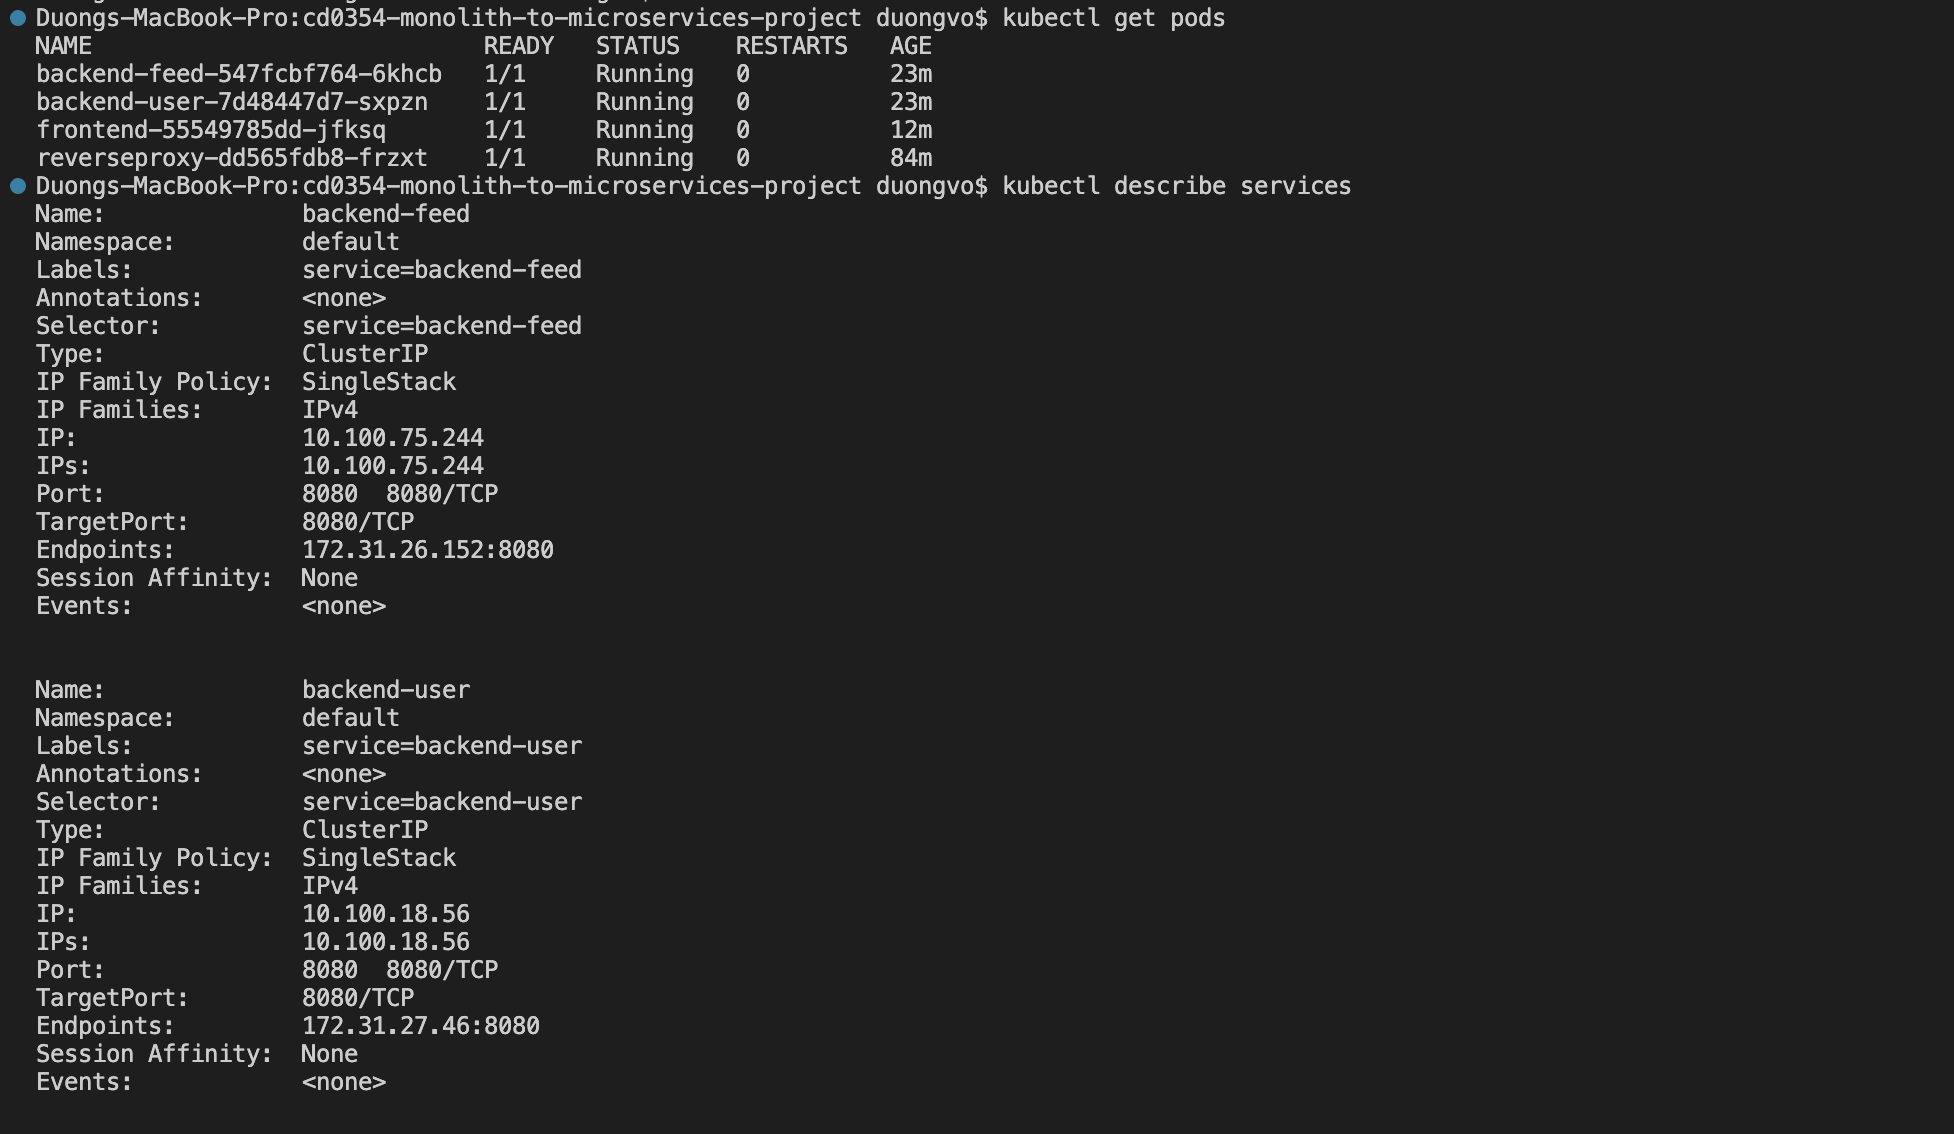 Duongs-MacBook-Pro:cd0354-monolith-to-microservices-project duongvo$ kubectl get pods
NAME                            READY   STATUS    RESTARTS   AGE
backend-feed-547fcbf764-6khcb   1/1     Running   0          23m
backend-user-7d48447d7-sxpzn    1/1     Running   0          23m
frontend-55549785dd-jfksq       1/1     Running   0          12m
reverseproxy-dd565fdb8-frzxt    1/1     Running   0          84m
Duongs-MacBook-Pro:cd0354-monolith-to-microservices-project duongvo$ kubectl describe services
Name:              backend-feed
Namespace:         default
Labels:            service=backend-feed
Annotations:       <none>
Selector:          service=backend-feed
Type:              ClusterIP
IP Family Policy:  SingleStack
IP Families:       IPv4
IP:                10.100.75.244
IPs:               10.100.75.244
Port:              8080  8080/TCP
TargetPort:        8080/TCP
Endpoints:         172.31.26.152:8080
Session Affinity:  None
Events:            <none>
Name:              backend-user
Namespace:         default
Labels:            service=backend-user
Annotations:       <none>
Selector:          service=backend-user
Type:              ClusterIP
IP Family Policy:  SingleStack
IP Families:       IPv4
IP:                10.100.18.56
IPs:               10.100.18.56
Port:              8080  8080/TCP
TargetPort:        8080/TCP
Endpoints:         172.31.27.46:8080
Session Affinity:  None
Events:            <none>